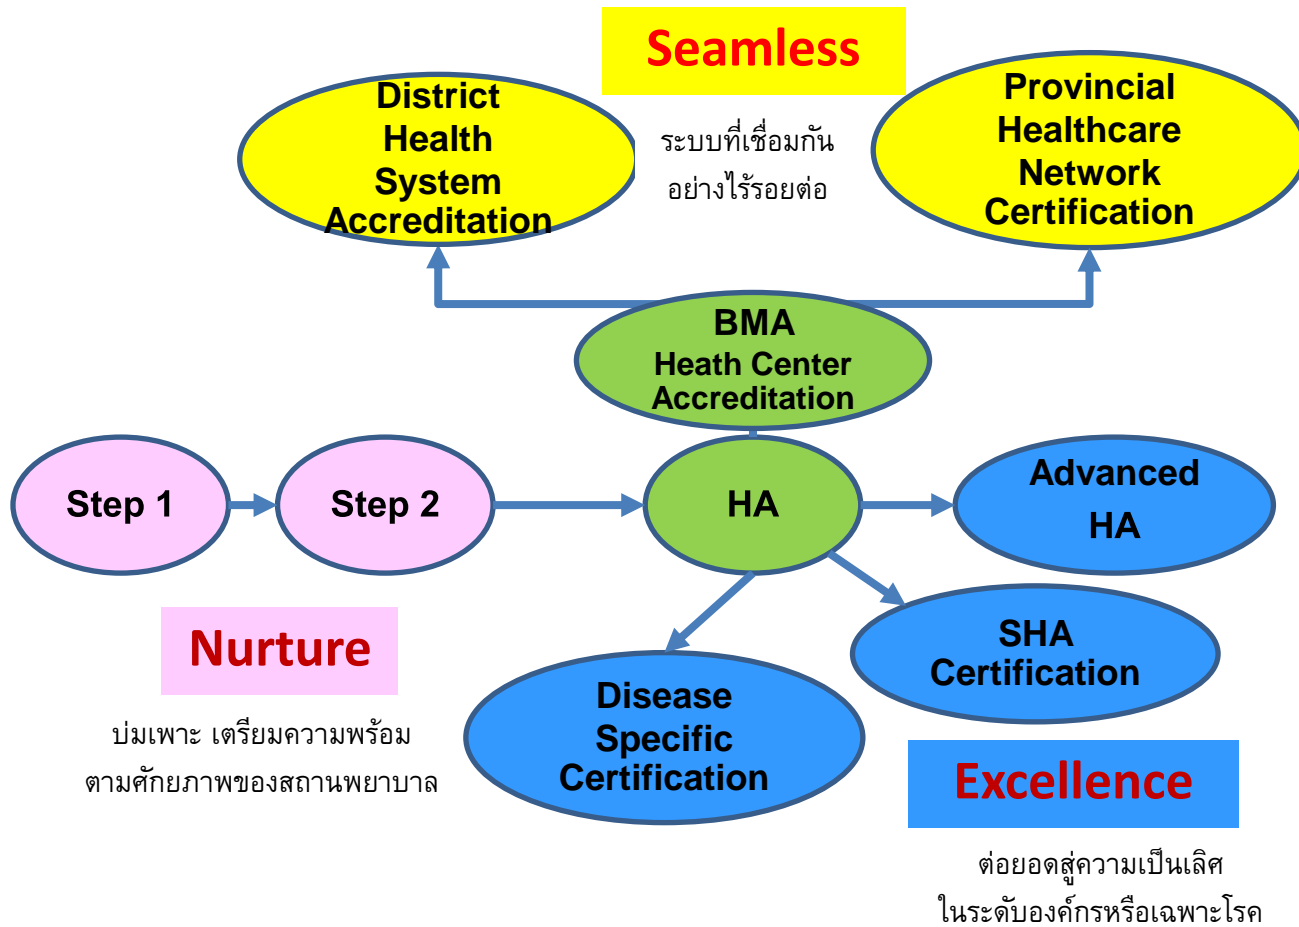 Seamless
ระบบที่เชื่อมกัน
อย่างไร้รอยต่อ
District
Health
System
Accreditation
Provincial
Healthcare
Network
Certification
BMA
Heath Center
Accreditation
Step 1
Step 2
HA
Advanced
HA
SHA
Certification
Disease
Specific
Certification
Nurture
บ่มเพาะ เตรียมความพร้อม
ตามศักยภาพของสถานพยาบาล
Excellence
ต่อยอดสู่ความเป็นเลิศ
ในระดับองค์กรหรือเฉพาะโรค